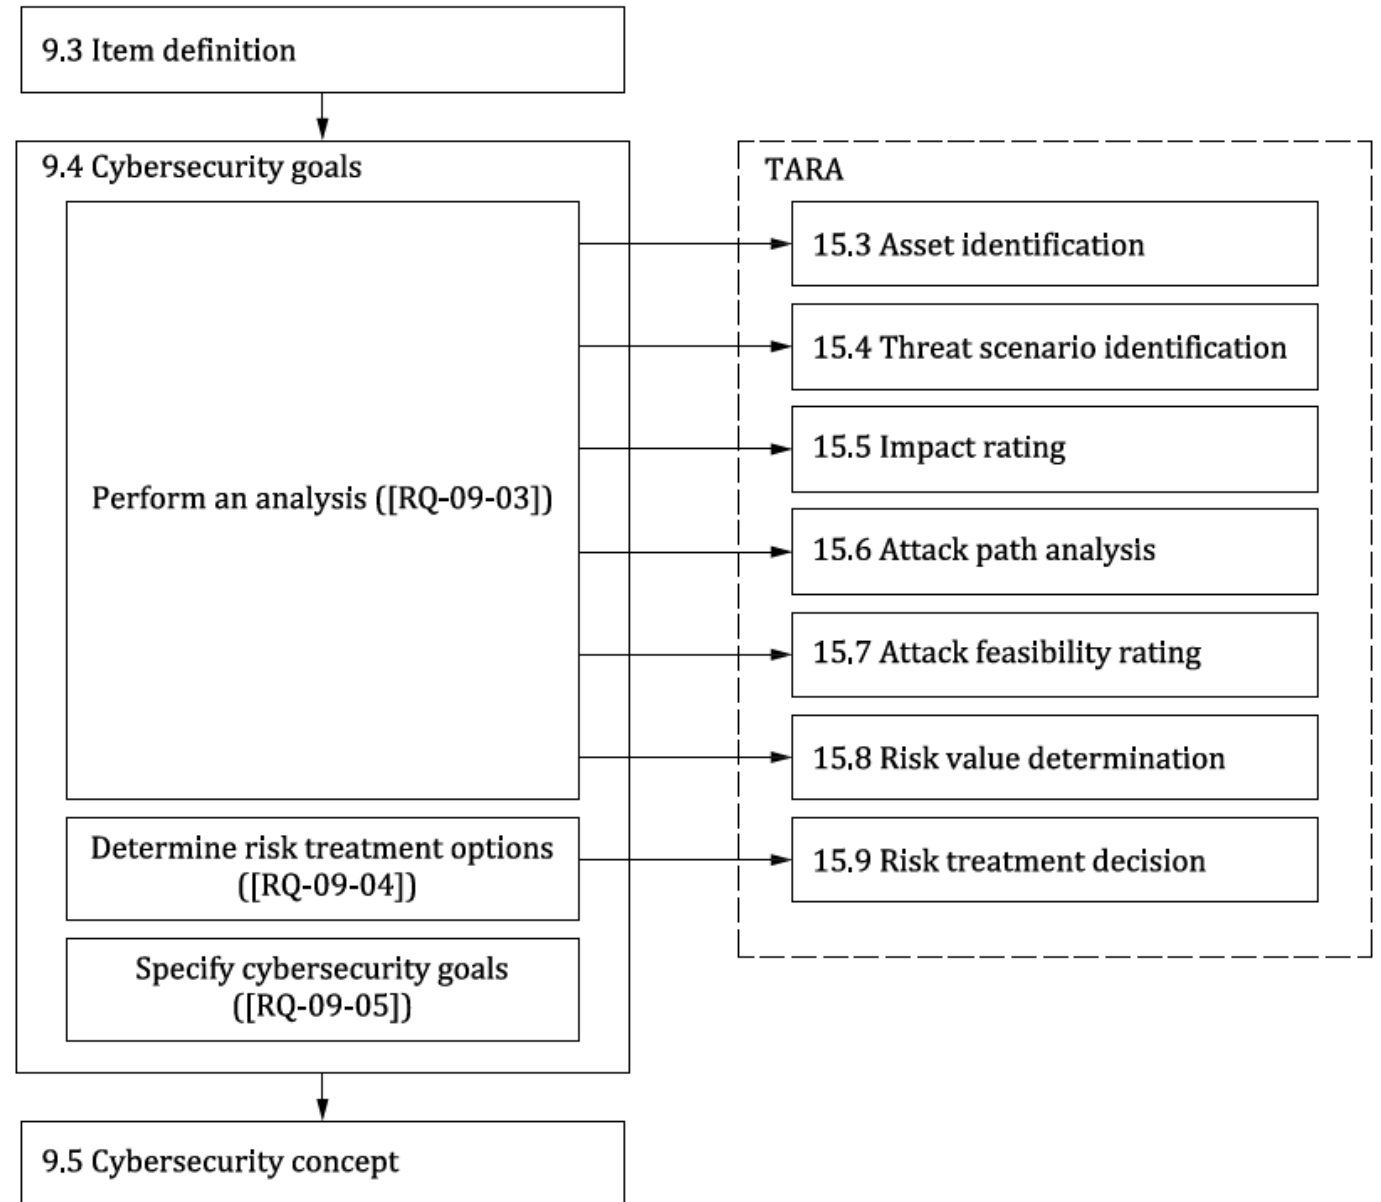 9.3 Item definition
9.4 Cybersecurity goals
Perform an analysis ([RQ-09-03])
Determine risk treatment options
([RQ-09-04])
Specify cybersecurity goals
([RQ-09-05])
TARA
15.3 Asset identification
15.4 Threat scenario identification
15.5 Impact rating
15.6 Attack path analysis
15.7 Attack feasibility rating
15.8 Risk value determination
15.9 Risk treatment decision
9.5 Cybersecurity concept